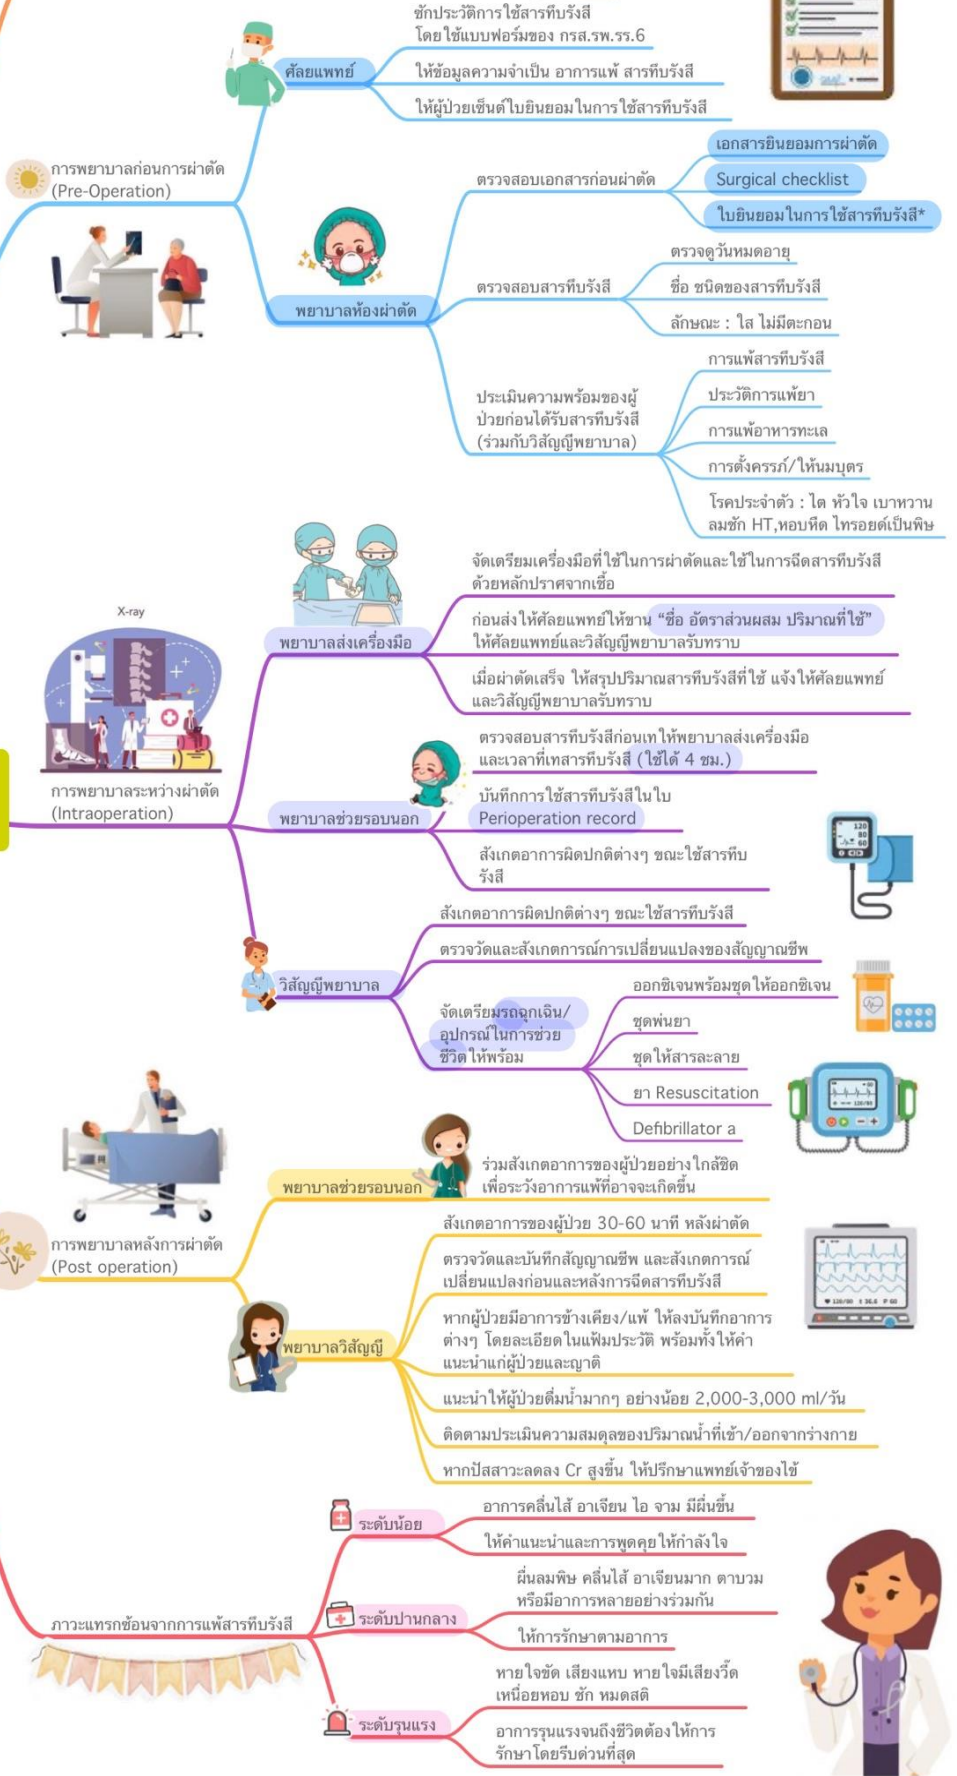 ซักประวัติการใช้สารทึบรังสี
โดยใช้แบบฟอร์มของ กรส.รพ.รร.6
ศัลยแพทย์
ให้ข้อมูลความจำเป็น อาการแพ้ สารทึบรังสี
ให้ผู้ป่วยเซ็นต์ใบยินยอมในการใช้สารทึบรังสี
การพยาบาลก่อนการผ่าตัด
(Pre-Operation)
พยาบาลห้องผ่าตัด
ตรวจสอบเอกสารก่อนผ่าตัด
เอกสารยินยอมการผ่าตัด
Surgical checklist
ใบยินยอมในการใช้สารทึบรังสี*
ตรวจสอบสารทึบรังสี
ตรวจดูวันหมดอายุ
ชื่อ ชนิดของสารทึบรังสี
ลักษณะ : ใส ไม่มีตะกอน
ประเมินความพร้อมของผู้
ป่วยก่อนได้รับสารทึบรังสี
(ร่วมกับวิสัญญีพยาบาล)
การแพ้สารทึบรังสี
ประวัติการแพ้ยา
การแพ้อาหารทะเล
การตั้งครรภ์/ให้นมบุตร
โรคประจำตัว : ไต หัวใจ เบาหวาน
ลมชัก HT,หอบหืด ไทรอยด์เป็นพิษ
X-ray
การพยาบาลระหว่างผ่าตัด
(Intraoperation)
พยาบาลส่งเครื่องมือ
จัดเตรียมเครื่องมือที่ใช้ในการผ่าตัดและใช้ในการฉีดสารทึบรังสี
ด้วยหลักปราศจากเชื้อ
ก่อนส่งให้ศัลยแพทย์ให้ขาน “ชื่อ อัตราส่วนผสม ปริมาณที่ใช้”
ให้ศัลยแพทย์และวิสัญญีพยาบาลรับทราบ
เมื่อผ่าตัดเสร็จ ให้สรุปปริมาณสารทึบรังสีที่ใช้ แจ้งให้ศัลยแพทย์
และวิสัญญีพยาบาลรับทราบ
พยาบาลช่วยรอบนอก
ตรวจสอบสารทึบรังสีก่อนเทให้พยาบาลส่งเครื่องมือ
และเวลาที่เทสารทึบรังสี (ใช้ได้ 4 ชม.)
บันทึกการใช้สารทึบรังสีในใบ
Perioperation record
สังเกตอาการผิดปกติต่างๆ ขณะใช้สารทึบ
รังสี
120
80
60
วิสัญญีพยาบาล
สังเกตอาการผิดปกติต่างๆ ขณะใช้สารทึบรังสี
ตรวจวัดและสังเกตการณ์การเปลี่ยนแปลงของสัญญาณชีพ
จัดเตรียมรถฉุกเฉิน/
อุปกรณ์ในการช่วย
ชีวิตให้พร้อม
ออกซิเจนพร้อมชุดให้ออกซิเจน
ชุดพ่นยา
ชุดให้สารละลาย
ยา Resuscitation
Defibrillator a
120/80
การพยาบาลหลังการผ่าตัด
(Post operation)
พยาบาลช่วยรอบนอก
ร่วมสังเกตอาการของผู้ป่วยอย่างใกล้ชิด
เพื่อระวังอาการแพ้ที่อาจจะเกิดขึ้น
พยาบาลวิสัญญี
สังเกตอาการของผู้ป่วย 30-60 นาที หลังผ่าตัด
ตรวจวัดและบันทึกสัญญาณชีพ และสังเกตการณ์
เปลี่ยนแปลงก่อนและหลังการฉีดสารทึบรังสี
หากผู้ป่วยมีอาการข้างเคียง/แพ้ ให้ลงบันทึกอาการ
ต่างๆ โดยละเอียดในแฟ้มประวัติ พร้อมทั้งให้คำ
แนะนำแก่ผู้ป่วยและญาติ
แนะนำให้ผู้ป่วยดื่มน้ำมากๆ อย่างน้อย 2,000-3,000 ml/วัน
ติดตามประเมินความสมดุลของปริมาณน้ำที่เข้า/ออกจากร่างกาย
หากปัสสาวะลดลง Cr สูงขึ้น ให้ปรึกษาแพทย์เจ้าของไข้
120/80 36.6 P 60
ภาวะแทรกซ้อนจากการแพ้สารทึบรังสี
ระดับน้อย
อาการคลื่นไส้ อาเจียน ไอ จาม มีผื่นขึ้น
ให้คำแนะนำและการพูดคุยให้กำลังใจ
ระดับปานกลาง
ผื่นลมพิษ คลื่นไส้ อาเจียนมาก ตาบวม
หรือมีอาการหลายอย่างร่วมกัน
ให้การรักษาตามอาการ
ระดับรุนแรง
หายใจขัด เสียงแหบ หายใจมีเสียงวี๊ด
เหนื่อยหอบ ชัก หมดสติ
อาการรุนแรงจนถึงชีวิตต้องให้การ
รักษาโดยรีบด่วนที่สุด